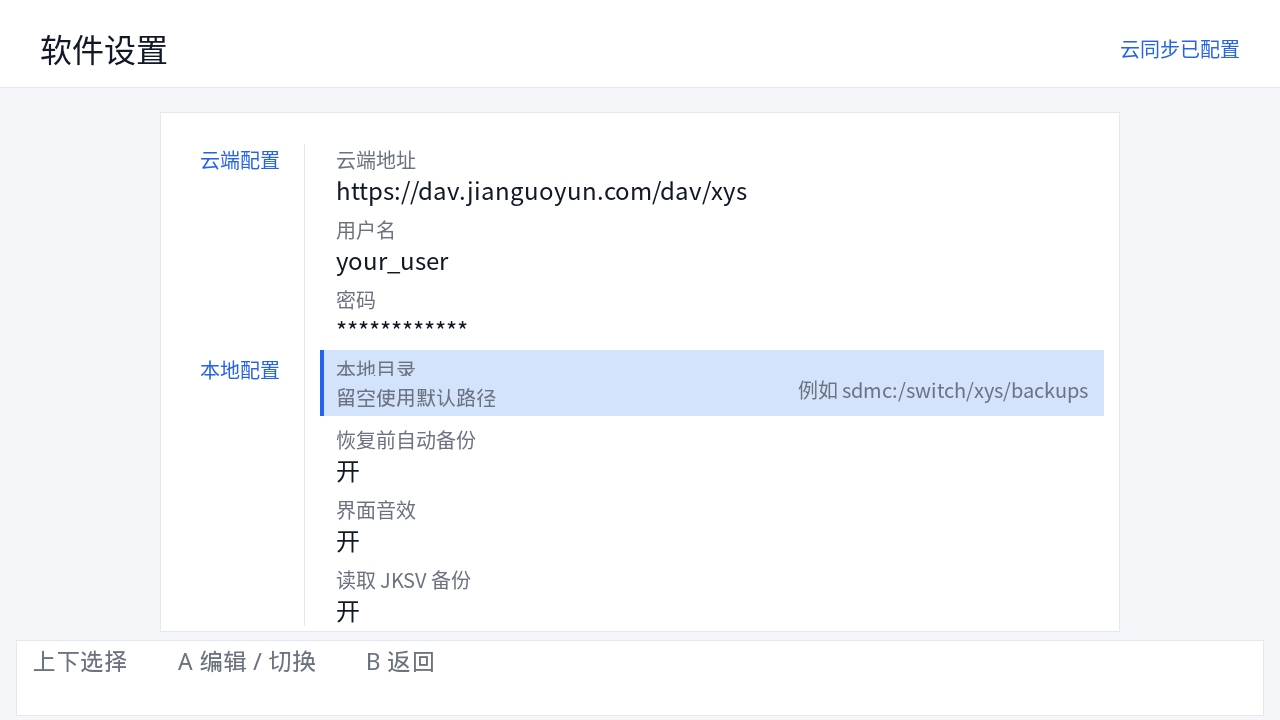 软件设置
云同步已配置
云端配置
云端地址
https://dav.jianguoyun.com/dav/xys
用户名
your_user
密码
************
本地配置
本地目录
留空使用默认路径
例如 sdmc:/switch/xys/backups
恢复前自动备份
开
界面音效
开
读取 JKSV 备份
开
上下选择 A 编辑 / 切换 B 返回